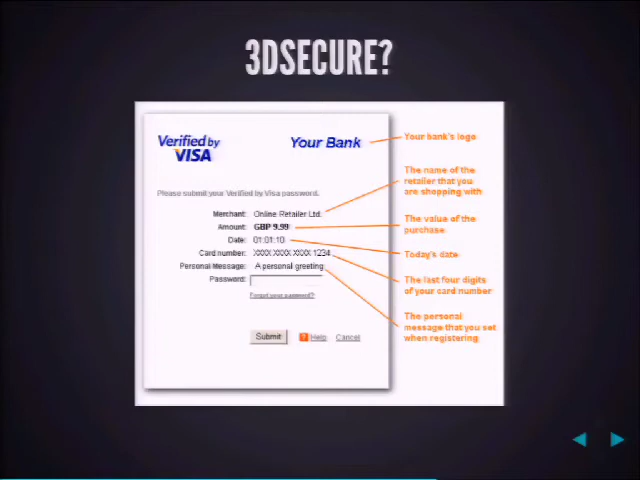 3DSECURE?
Verified by
VISA
Your Bank
Your bank's logo
Please submit your Verified by Visa password.
The name of the
retailer that you
are shopping with
Merchant: Online Retailer Ltd.
Amount: GBP 9.99
The value of the
purchase
Date: 01:01:10
Today's date
Card number: XXXX XXXX XXXX 1234
Personal Message: A personal greeting
Password:
The last four digits
of your card number
Forgot your password?
The personal
message that you set
when registering
Submit ? Help Cancel